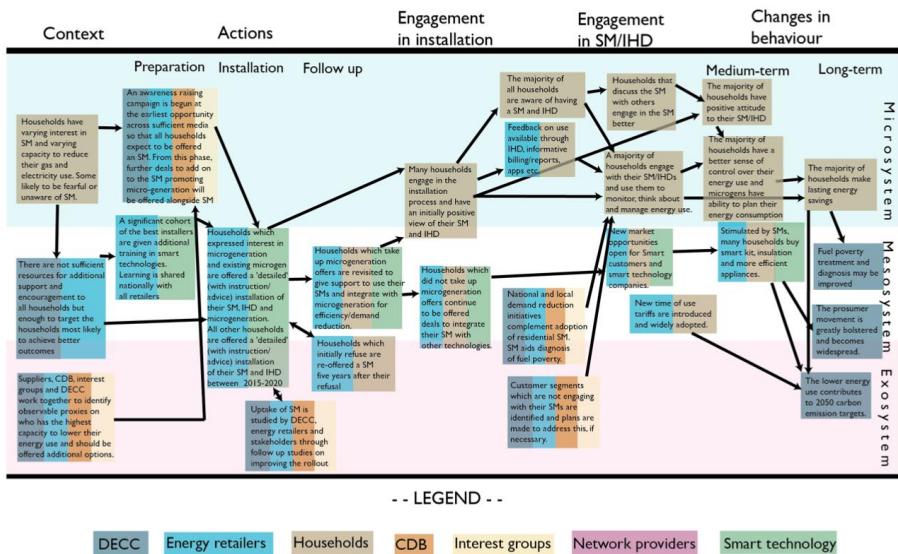 Context
Actions
Engagement
in installation
Engagement
in SM/IHD
Changes in
behaviour
Preparation
Installation
Follow up
Medium-term
Long-term
Households have
varying interest in
SM and varying
capacity to reduce
their gas and
electricity use. Some
likely to be fearful or
unaware of SM.
There are not sufficient
resources for additional
support and
encouragement to
all households but
enough to target the
households most likely
to achieve better
outcomes
Suppliers, CDB, interest
groups and DECC
work together to identify
observable proxies on
who has the highest
capacity to lower their
energy use and should be
offered additional options.
An awareness raising
campaign is begun at
the earliest opportunity
across sufficient media
so that all households
expect to be offered
an SM. From this phase,
further deals to add on
to the SM promoting
micro-generation will
be offered alongside SM
A significant cohort
of the best installers
are given additional
training in smart
technologies.
Learning is shared
nationally with
all retailers
Households which
expressed interest in
microgeneration
and existing microgen
are offered a 'detailed'
(with instruction/
advice) installation of
their SM, IHD and
microgeneration.
All other households
are offered a 'detailed'
(with instruction/
advice) installation
of their SM and IHD
between 2015-2020
Uptake of SM is
studied by DECC,
energy retailers and
stakeholders through
follow up studies on
improving the rollout
Households which take
up microgeneration
offers are revisited to
give support to use their
SMs and integrate with
microgeneration for
efficiency/demand
reduction.
Households which
initially refuse are
re-offered a SM
five years after their
refusal
Many households
engage in the
installation
process and have
an initially positive
view of their SM
and IHD
Households which
did not take up
microgeneration
offers continue
to be offered
deals to integrate
their SM with
other technologies.
The majority of
all households
are aware of having
a SM and IHD
Feedback on use
available through
IHD, informative
billing/reports,
apps etc.
National and local
demand reduction
initiatives
complement adoption
of residential SM.
SM aids diagnosis
of fuel poverty.
Customer segments
which are not engaging
with their SMs are
identified and plans are
made to address this, if
necessary.
Households that
discuss the SM
with others
engage in the SM
better
A majority of
households engage
with their SM/IHDs
and use them to
monitor, think about
and manage energy use.
New market
opportunities
open for Smart
customers and
smart technology
companies.
New time of use
tariffs are introduced
and widely adopted.
The majority of
households have
positive attitude
to their SM/IHD
The majority of
households have a
better sense of
control over their
energy use and
microgens have
ability to plan their
energy consumption
Stimulated by SMs,
many households buy
smart kit, insulation
and more efficient
appliances.
The majority of
households make
lasting energy
savings
Fuel poverty
treatment and
diagnosis may be
improved
The prosumer
movement is
greatly bolstered
and becomes
widespread.
The lower energy
use contributes
to 2050 carbon
emission targets.
Microsystem
Mesosystem
Exosystem
- - LEGEND - -
DECC
Energy retailers
Households
CDB
Interest groups
Network providers
Smart technology